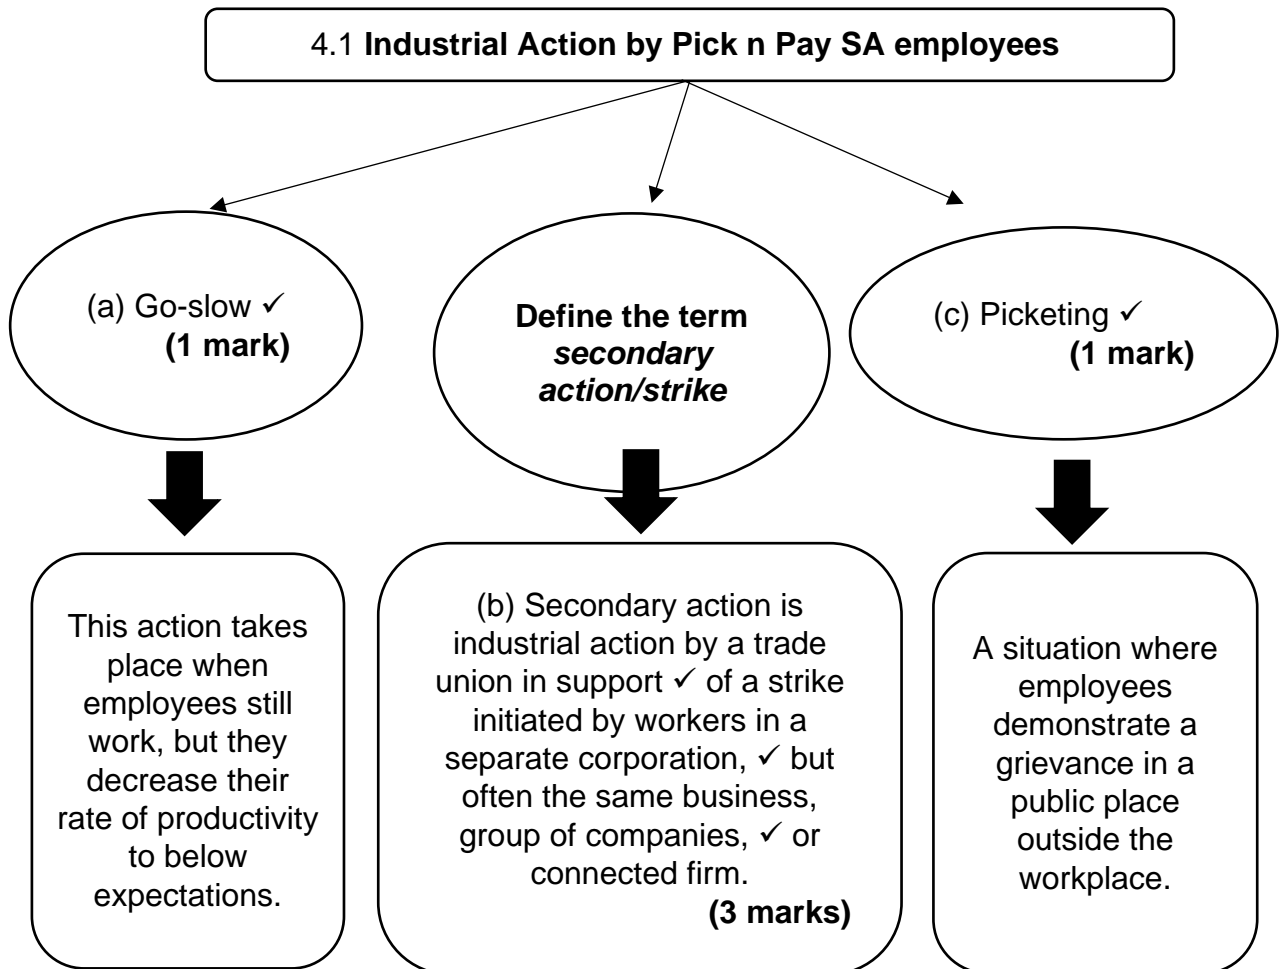 4.1 Industrial Action by Pick n Pay SA employees
(a) Go-slow ✓
(1 mark)
Define the term
secondary
action/strike
(c) Picketing ✓
(1 mark)
This action takes
place when
employees still
work, but they
decrease their
rate of productivity
to below
expectations.
(b) Secondary action is
industrial action by a trade
union in support ✓ of a strike
initiated by workers in a
separate corporation, ✓ but
often the same business,
group of companies, ✓ or
connected firm.
(3 marks)
A situation where
employees
demonstrate a
grievance in a
public place
outside the
workplace.